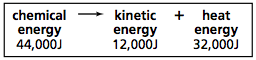 chemical ⟶ kinetic + heat
energy energy energy
44,000J 12,000J 32,000J